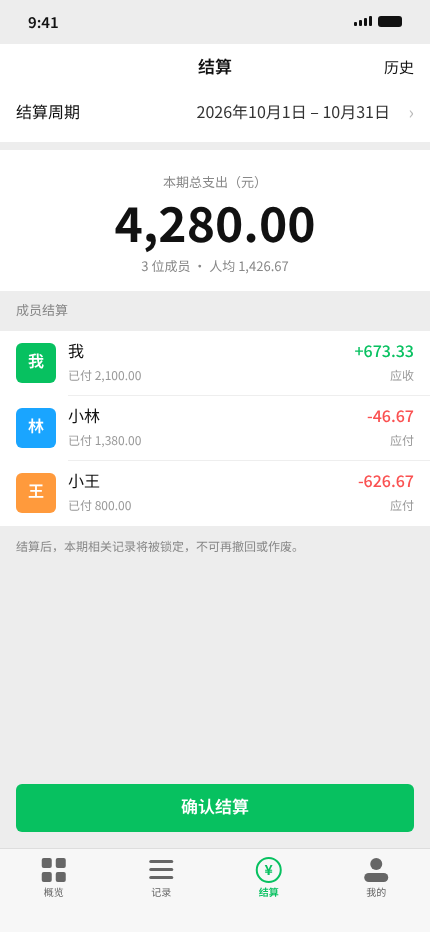 9:41
结算
历史
结算周期
2026年10月1日 – 10月31日 ›
本期总支出（元）
4,280.00
3 位成员 · 人均 1,426.67
成员结算
我
我
+673.33
已付 2,100.00
应收
林
小林
-46.67
已付 1,380.00
应付
王
小王
-626.67
已付 800.00
应付
结算后，本期相关记录将被锁定，不可再撤回或作废。
确认结算
¥
概览
记录
结算
我的